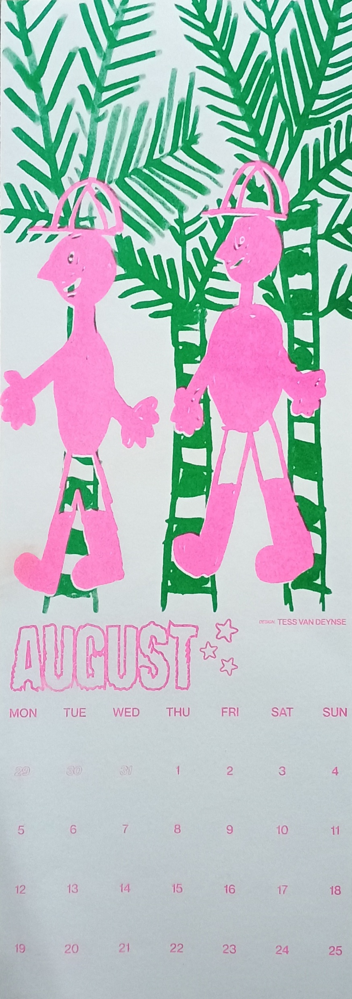 DESIGN TESS VAN DEYNSE
AUGUST
MON TUE WED THU FRI SAT SUN
29 30 31 1 2 3 4
5 6 7 8 9 10 11
12 13 14 15 16 17 18
19 20 21 22 23 24 25